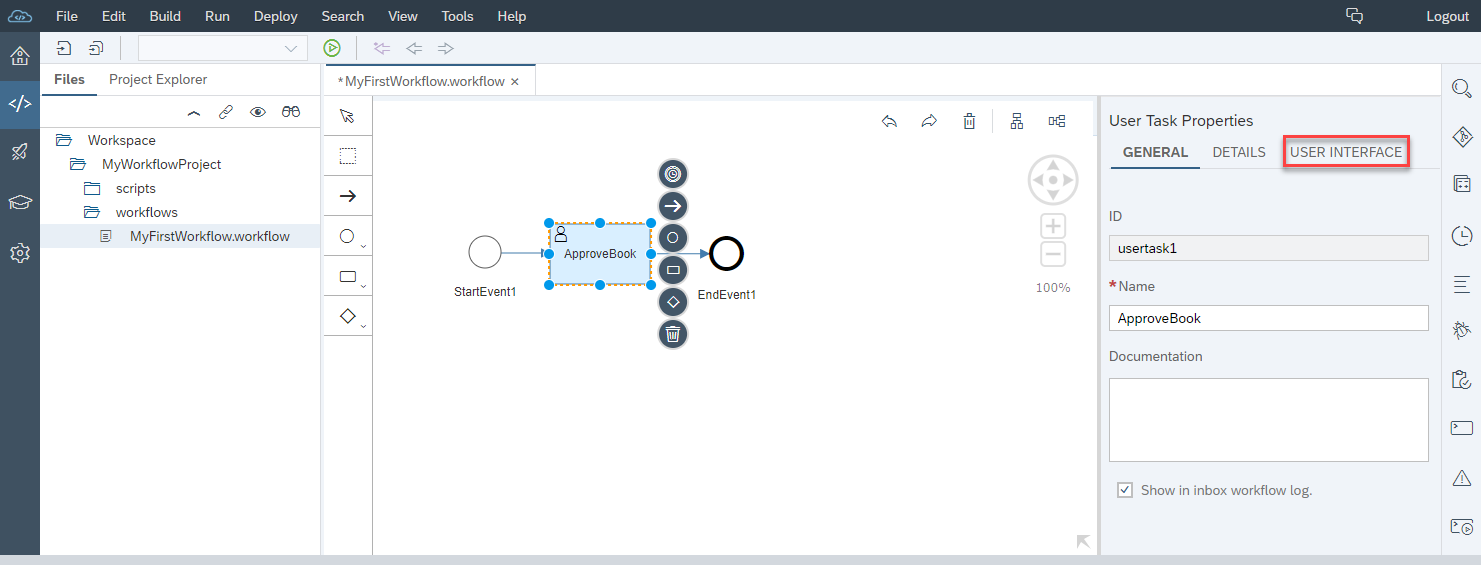 File Edit Build Run Deploy Search View Tools Help Logout
Files Project Explorer
*MyFirstWorkflow.workflow ×
Workspace
MyWorkflowProject
scripts
workflows
MyFirstWorkflow.workflow
ApproveBook
StartEvent1
EndEvent1
100%
User Task Properties
GENERAL DETAILS USER INTERFACE
ID
usertask1
*Name
ApproveBook
Documentation
Show in inbox workflow log.